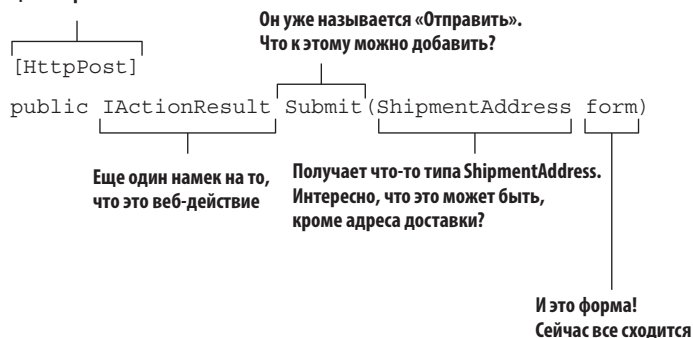 Он уже называется «Отправить».
Что к этому можно добавить?
[HttpPost]
public IActionResult Submit(ShipmentAddress form)
Еще один намек на то,
что это веб-действие
Получает что-то типа ShipmentAddress.
Интересно, что это может быть,
кроме адреса доставки?
И это форма!
Сейчас все сходится